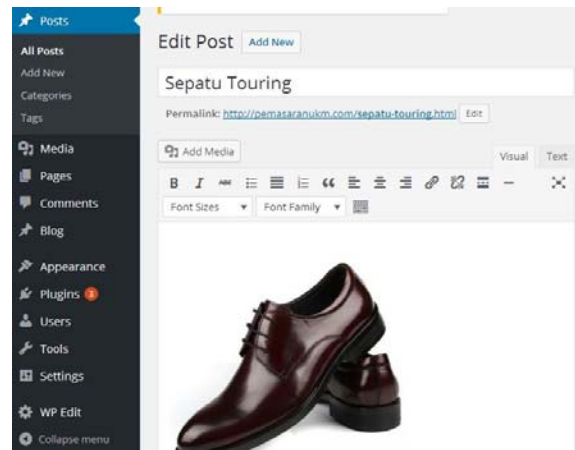 Posts
All Posts
Add New
Categories
Tags
Media
Pages
Comments
Blog
Appearance
Plugins 3
Users
Tools
Settings
WP Edit
Collapse menu
Edit Post Add New
Sepatu Touring
Permalink: http://pemasaranukm.com/sepatu-touring.html Edit
Add Media
Visual Text
B I ABC
Font Sizes Font Family